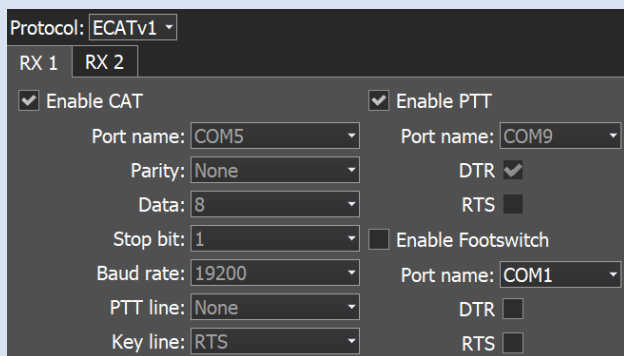 Protocol: ECATv1
RX 1 RX 2
Enable CAT
Port name: COM5
Parity: None
Data: 8
Stop bit: 1
Baud rate: 19200
PTT line: None
Key line: RTS
Enable PTT
Port name: COM9
DTR
RTS
Enable Footswitch
Port name: COM1
DTR
RTS